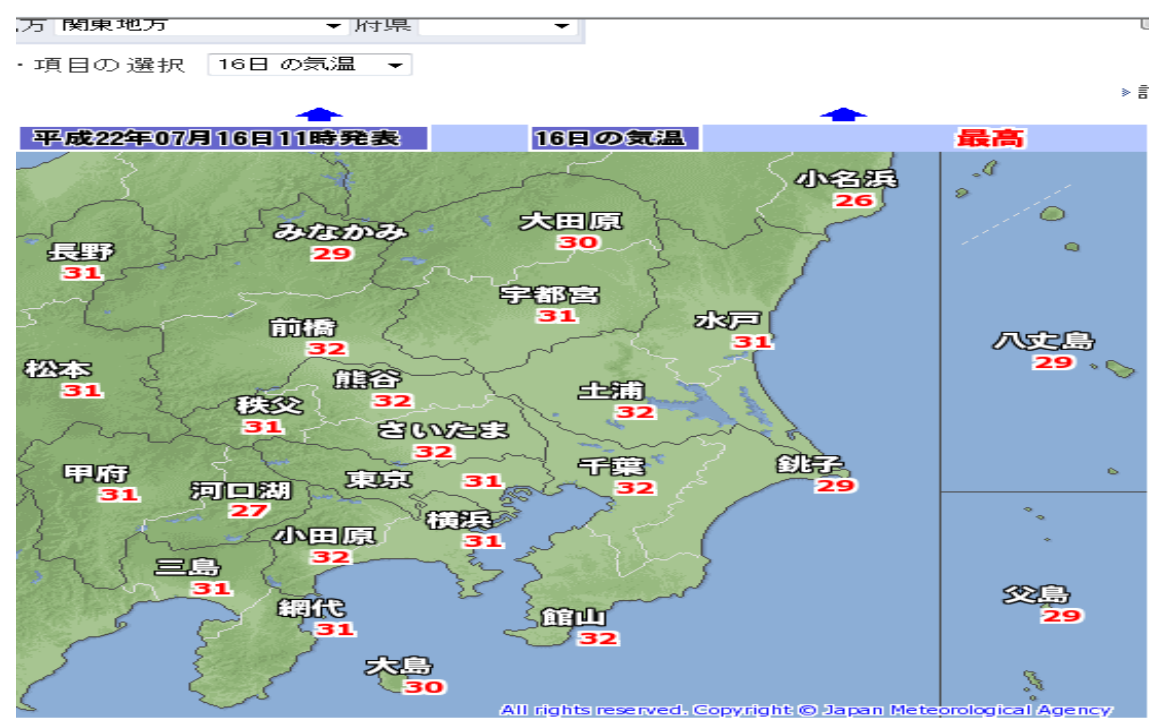 方 関東地方 府県
・項目の選択 16日 の気温
平成22年07月16日11時発表 16日の気温 最高
小名浜
26
大田原
30
みなかみ
29
長野
31
宇都宮
31
水戸
31
前橋
32
八丈島
29
松本
31
熊谷
32
土浦
32
秩父
31
さいたま
32
千葉
32
銚子
29
甲府
31
東京 31
河口湖
27
横浜
31
小田原
32
三島
31
網代
31
館山
32
父島
29
大島
30
All rights reserved. Copyright © Japan Meteorological Agency